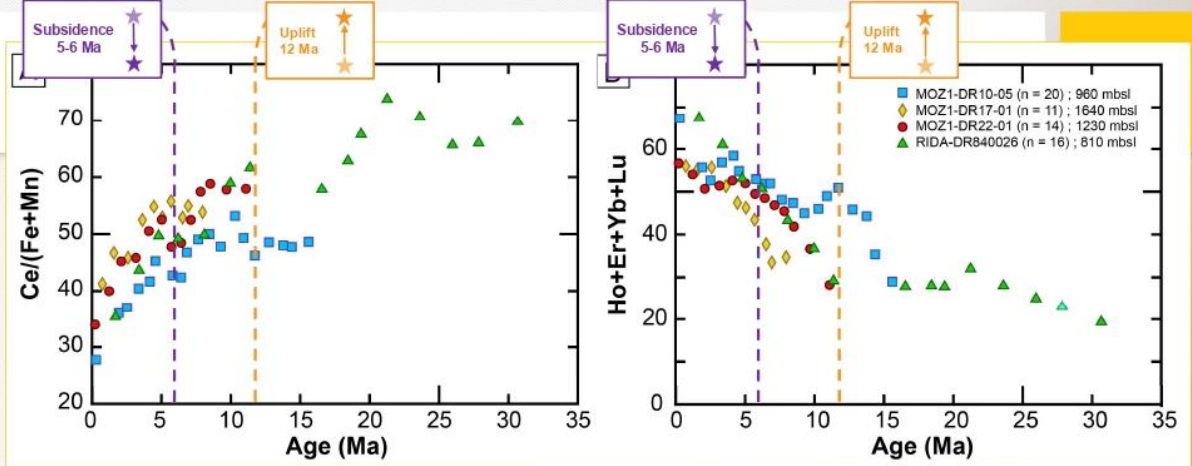 Subsidence
5-6 Ma
Uplift
12 Ma
Subsidence
5-6 Ma
Uplift
12 Ma
70
60
50
40
30
20
0
5
10
15
20
25
30
35
Ce/(Fe+Mn)
Age (Ma)
MOZ1-DR10-05 (n = 20) ; 960 mbsl
MOZ1-DR17-01 (n = 11) ; 1640 mbsl
MOZ1-DR22-01 (n = 14) ; 1230 mbsl
RIDA-DR840026 (n = 16) ; 810 mbsl
60
40
20
0
0
5
10
15
20
25
30
35
Ho+Er+Yb+Lu
Age (Ma)